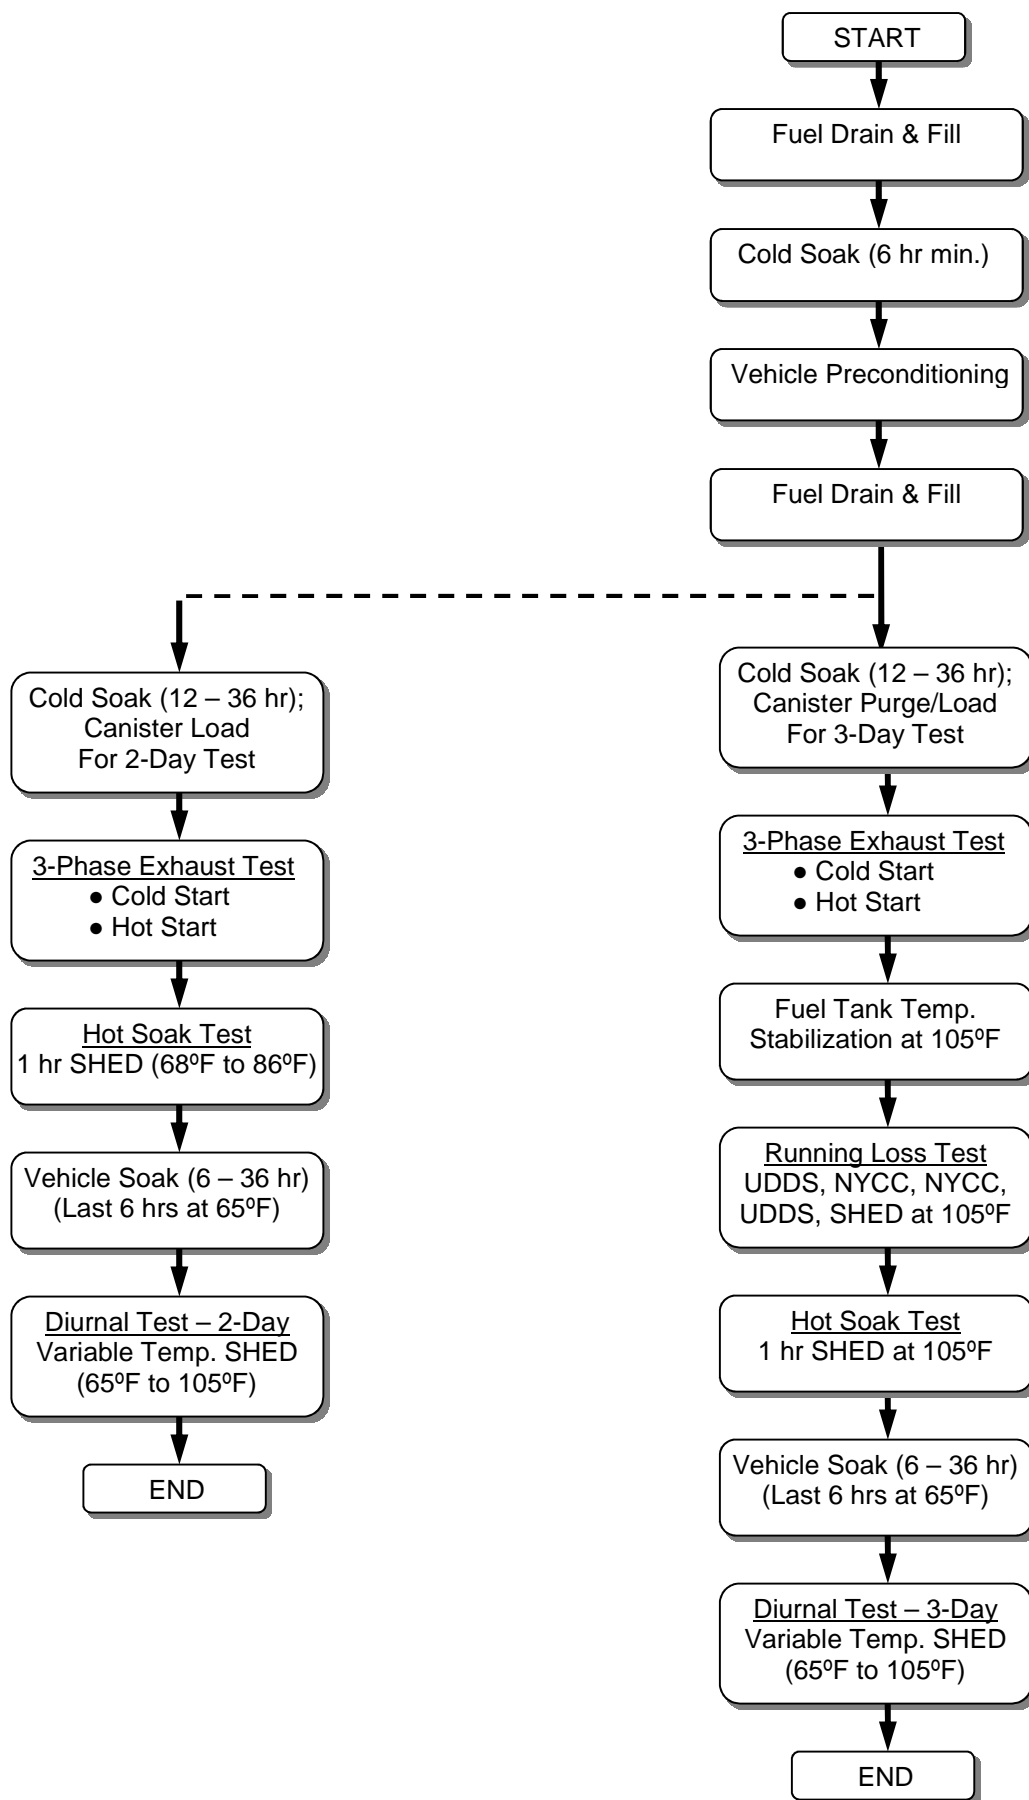 START
Fuel Drain & Fill
Cold Soak (6 hr min.)
Vehicle Preconditioning
Fuel Drain & Fill
Cold Soak (12 – 36 hr);
Canister Load
For 2-Day Test
3-Phase Exhaust Test
● Cold Start
● Hot Start
Hot Soak Test
1 hr SHED (68ºF to 86ºF)
Vehicle Soak (6 – 36 hr)
(Last 6 hrs at 65ºF)
Diurnal Test – 2-Day
Variable Temp. SHED
(65ºF to 105ºF)
END
Cold Soak (12 – 36 hr);
Canister Purge/Load
For 3-Day Test
3-Phase Exhaust Test
● Cold Start
● Hot Start
Fuel Tank Temp.
Stabilization at 105ºF
Running Loss Test
UDDS, NYCC, NYCC,
UDDS, SHED at 105ºF
Hot Soak Test
1 hr SHED at 105ºF
Vehicle Soak (6 – 36 hr)
(Last 6 hrs at 65ºF)
Diurnal Test – 3-Day
Variable Temp. SHED
(65ºF to 105ºF)
END